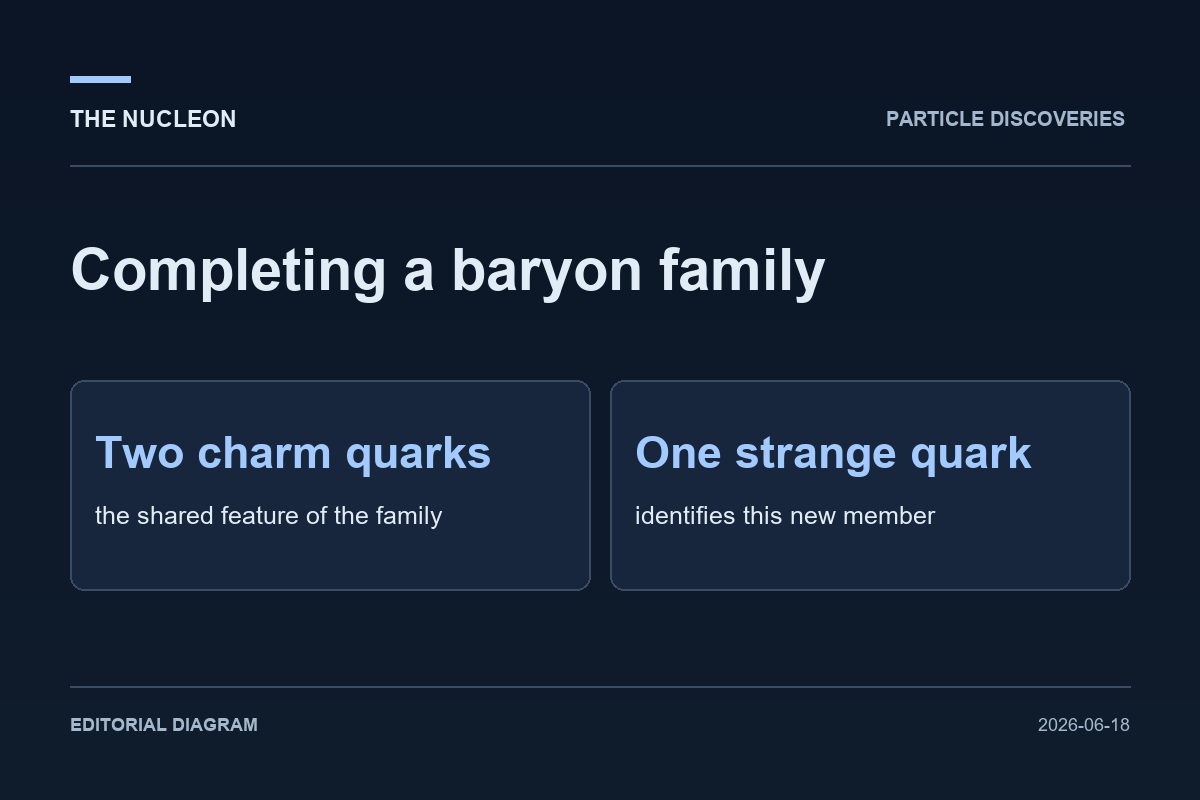 THE NUCLEON
PARTICLE DISCOVERIES
Completing a baryon family
Two charm quarks
the shared feature of the family
One strange quark
identifies this new member
EDITORIAL DIAGRAM
2026-06-18